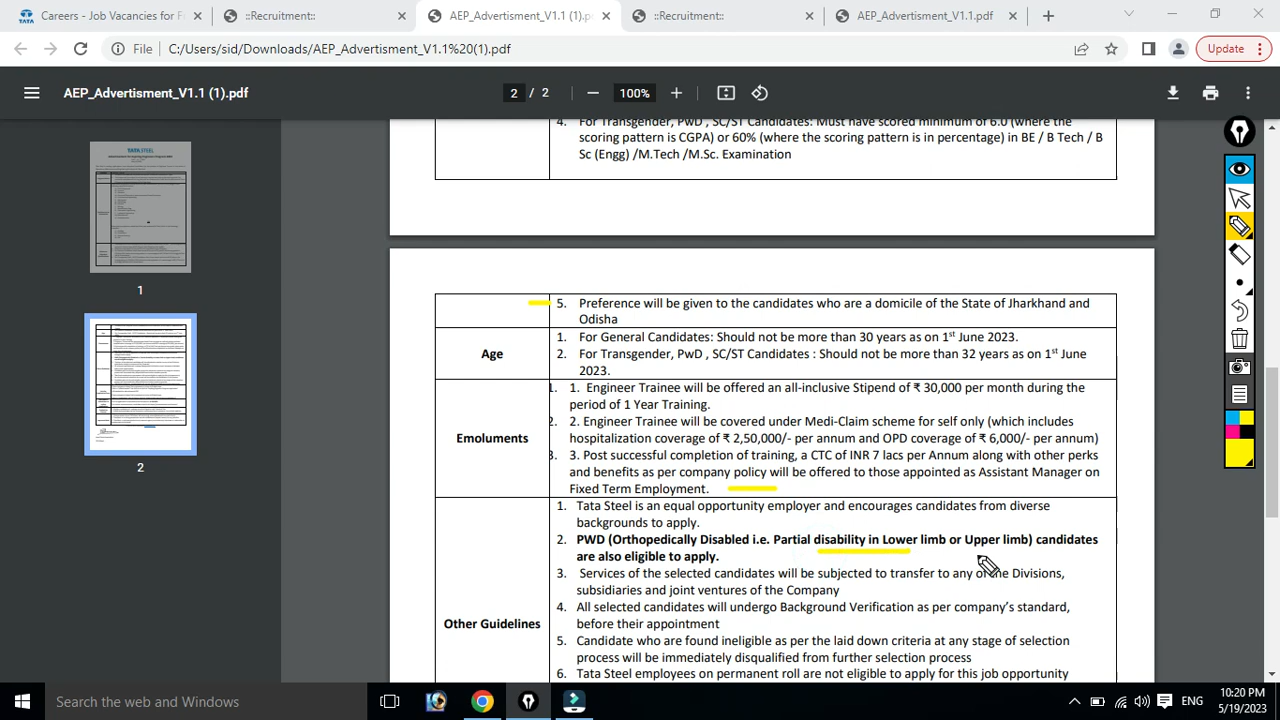 TATA
Careers - Job Vacancies for F
::Recruitment::
AEP_Advertisment_V1.1 (1).p
::Recruitment::
AEP_Advertisment_V1.1.pdf
File
C:/Users/sid/Downloads/AEP_Advertisment_V1.1%20(1).pdf
Update
AEP_Advertisment_V1.1 (1).pdf
2 / 2
100%
4. For Transgender, PwD , SC/ST Candidates: Must have scored minimum of 6.0 (where the
scoring pattern is CGPA) or 60% (where the scoring pattern is in percentage) in BE / B Tech / B
Sc (Engg) /M.Tech /M.Sc. Examination
1
2
5. Preference will be given to the candidates who are a domicile of the State of Jharkhand and
Odisha
Age
1. For General Candidates: Should not be more than 30 years as on 1st June 2023.
2. For Transgender, PwD , SC/ST Candidates : Should not be more than 32 years as on 1st June
2023.
Emoluments
1. Engineer Trainee will be offered an all-inclusive Stipend of ₹ 30,000 per month during the
period of 1 Year Training.
2. Engineer Trainee will be covered under Medi-Claim scheme for self only (which includes
hospitalization coverage of ₹ 2,50,000/- per annum and OPD coverage of ₹ 6,000/- per annum)
3. 3. Post successful completion of training, a CTC of INR 7 lacs per Annum along with other perks
and benefits as per company policy will be offered to those appointed as Assistant Manager on
Fixed Term Employment.
Other Guidelines
1. Tata Steel is an equal opportunity employer and encourages candidates from diverse
backgrounds to apply.
2. PWD (Orthopedically Disabled i.e. Partial disability in Lower limb or Upper limb) candidates
are also eligible to apply.
3. Services of the selected candidates will be subjected to transfer to any of the Divisions,
subsidiaries and joint ventures of the Company
4. All selected candidates will undergo Background Verification as per company's standard,
before their appointment
5. Candidate who are found ineligible as per the laid down criteria at any stage of selection
process will be immediately disqualified from further selection process
6. Tata Steel employees on permanent roll are not eligible to apply for this job opportunity
Search the web and Windows
ENG
10:20 PM
5/19/2023